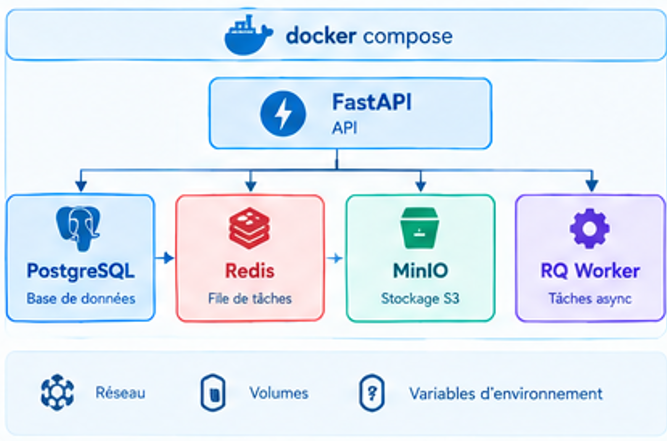 docker compose
FastAPI
API
PostgreSQL
Base de données
Redis
File de tâches
MinIO
Stockage S3
RQ Worker
Tâches async
Réseau
Volumes
?
Variables d'environnement